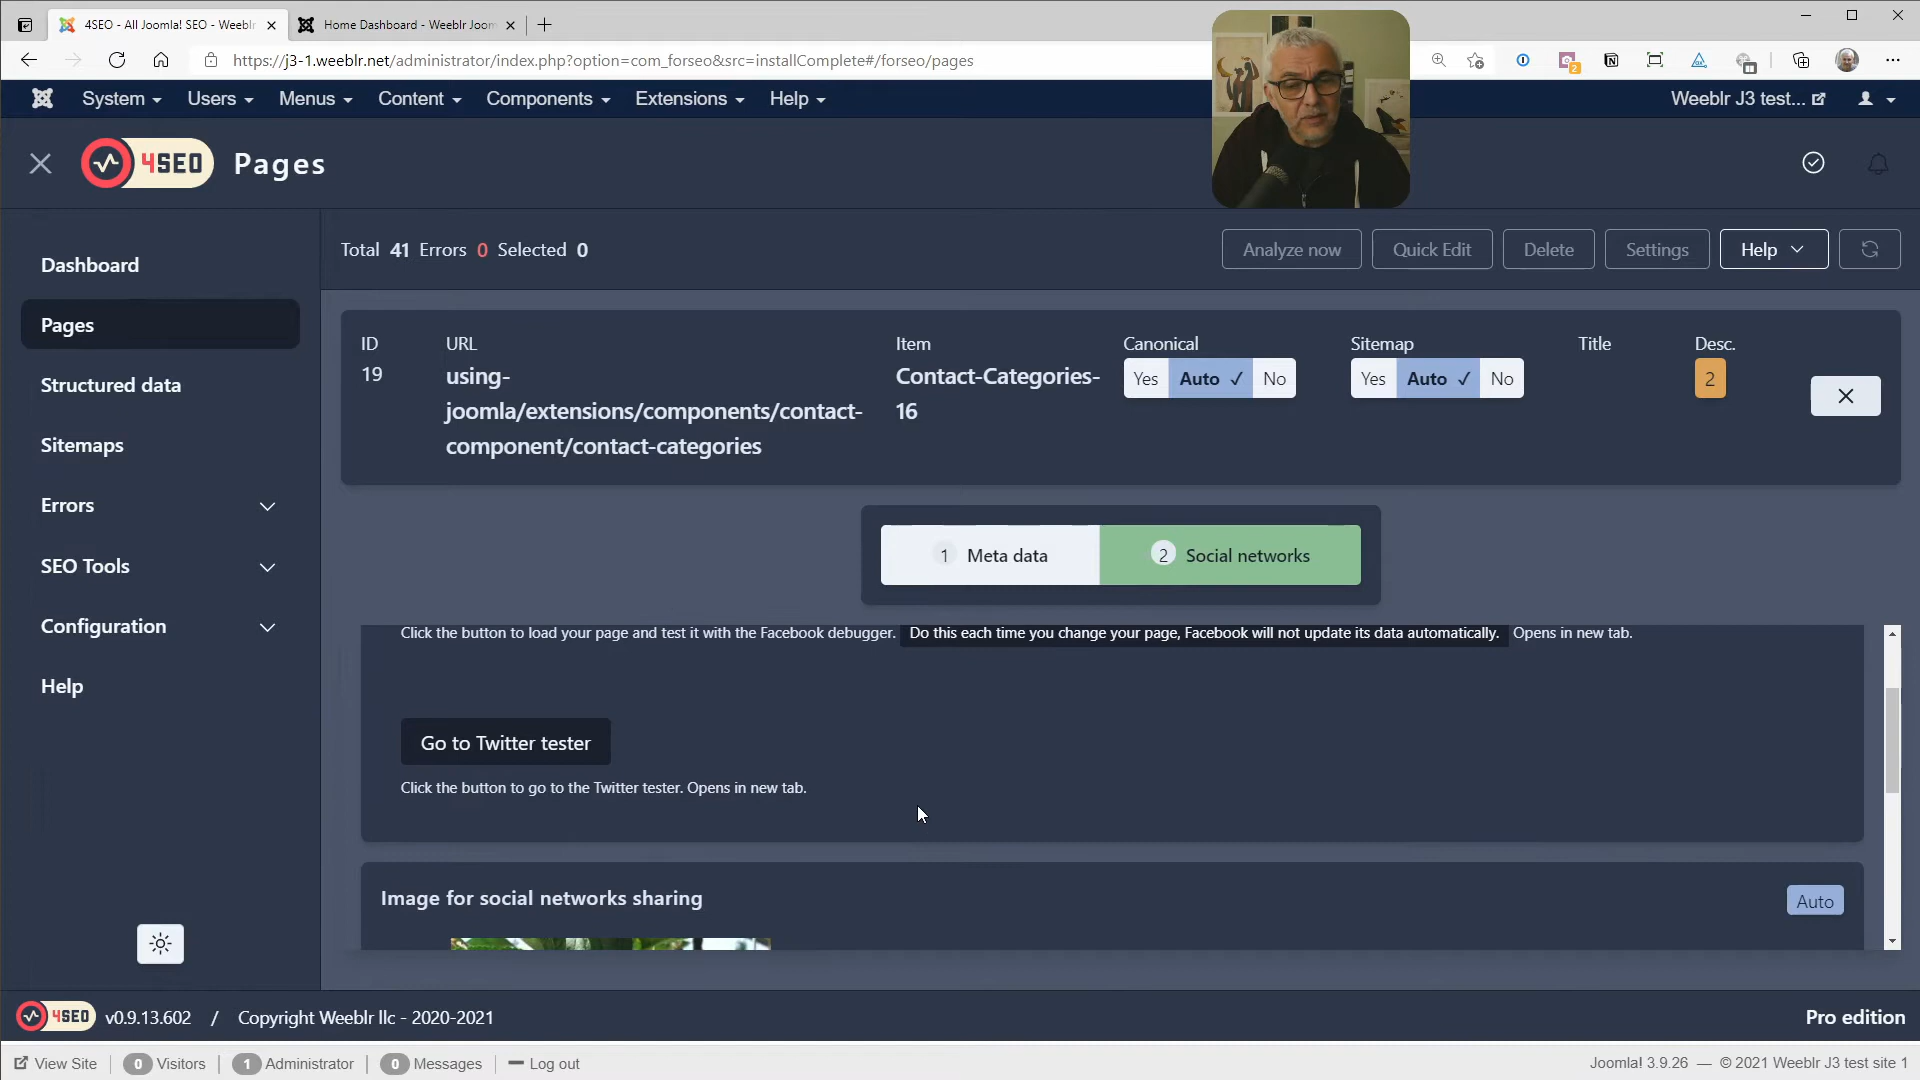 4SEO - All Joomla! SEO - Weeblr
Home Dashboard - Weeblr Joom
https://j3-1.weeblr.net/administrator/index.php?option=com_forseo&src=installComplete#/forseo/pages
System Users Menus Content Components Extensions Help
Weeblr J3 test...
4SEO Pages
Total 41 Errors 0 Selected 0
Analyze now Quick Edit Delete Settings Help
Dashboard
Pages
Structured data
Sitemaps
Errors
SEO Tools
Configuration
Help
ID URL Item Canonical Sitemap Title Desc.
19 using-
joomla/extensions/components/contact-
component/contact-categories
Contact-Categories-
16
Yes Auto ✓ No
Yes Auto ✓ No
2
1 Meta data
2 Social networks
Click the button to load your page and test it with the Facebook debugger. Do this each time you change your page, Facebook will not update its data automatically. Opens in new tab.
Go to Twitter tester
Click the button to go to the Twitter tester. Opens in new tab.
Image for social networks sharing
Auto
4SEO v0.9.13.602 / Copyright Weeblr llc - 2020-2021
Pro edition
View Site 0 Visitors 1 Administrator 0 Messages Log out
Joomla! 3.9.26 — © 2021 Weeblr J3 test site 1